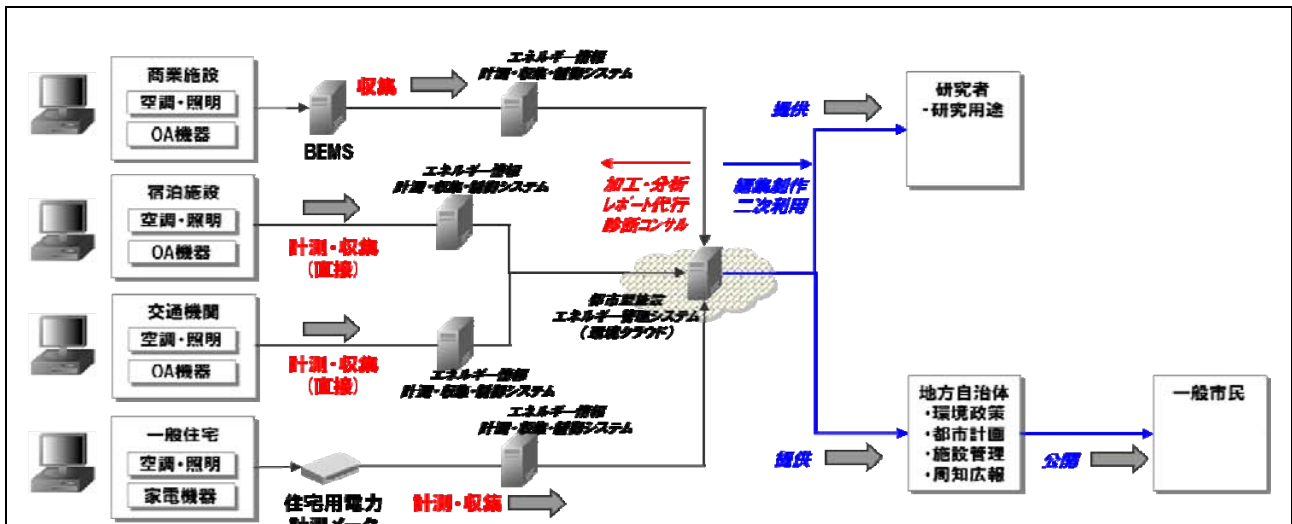 商業施設
空調・照明
OA機器
BEMS
収集
エネルギー情報
計測・収集・制御システム
宿泊施設
空調・照明
OA機器
計測・収集
(直接)
エネルギー情報
計測・収集・制御システム
交通機関
空調・照明
OA機器
計測・収集
(直接)
エネルギー情報
計測・収集・制御システム
一般住宅
空調・照明
家電機器
住宅用電力
計測メータ
計測・収集
エネルギー情報
計測・収集・制御システム
加工・分析
レポート代行
診断コンサル
編集創作
二次利用
都市型施設
エネルギー管理システム
(環境クラウド)
提供
研究者
-研究用途
提供
地方自治体
・環境政策
・都市計画
・施設管理
・周知広報
公開
一般市民